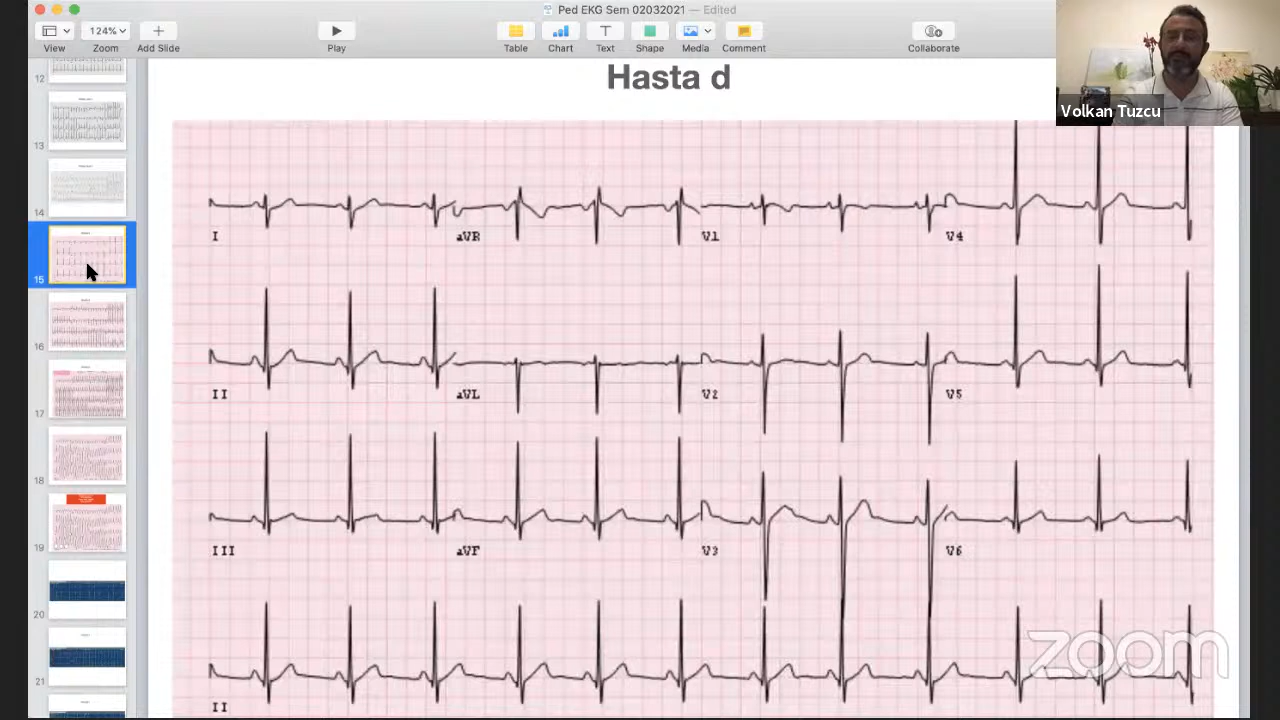 Ped EKG Sem 02032021 — Edited
124%
View Zoom Add Slide Play Table Chart Text Shape Media Comment Collaborate
Volkan Tuzcu
12
13
14
15
16
17
18
19
20
21
Hasta d
I aVR V1 V4
II aVL V2 V5
III aVF V3 V6
II
zoom